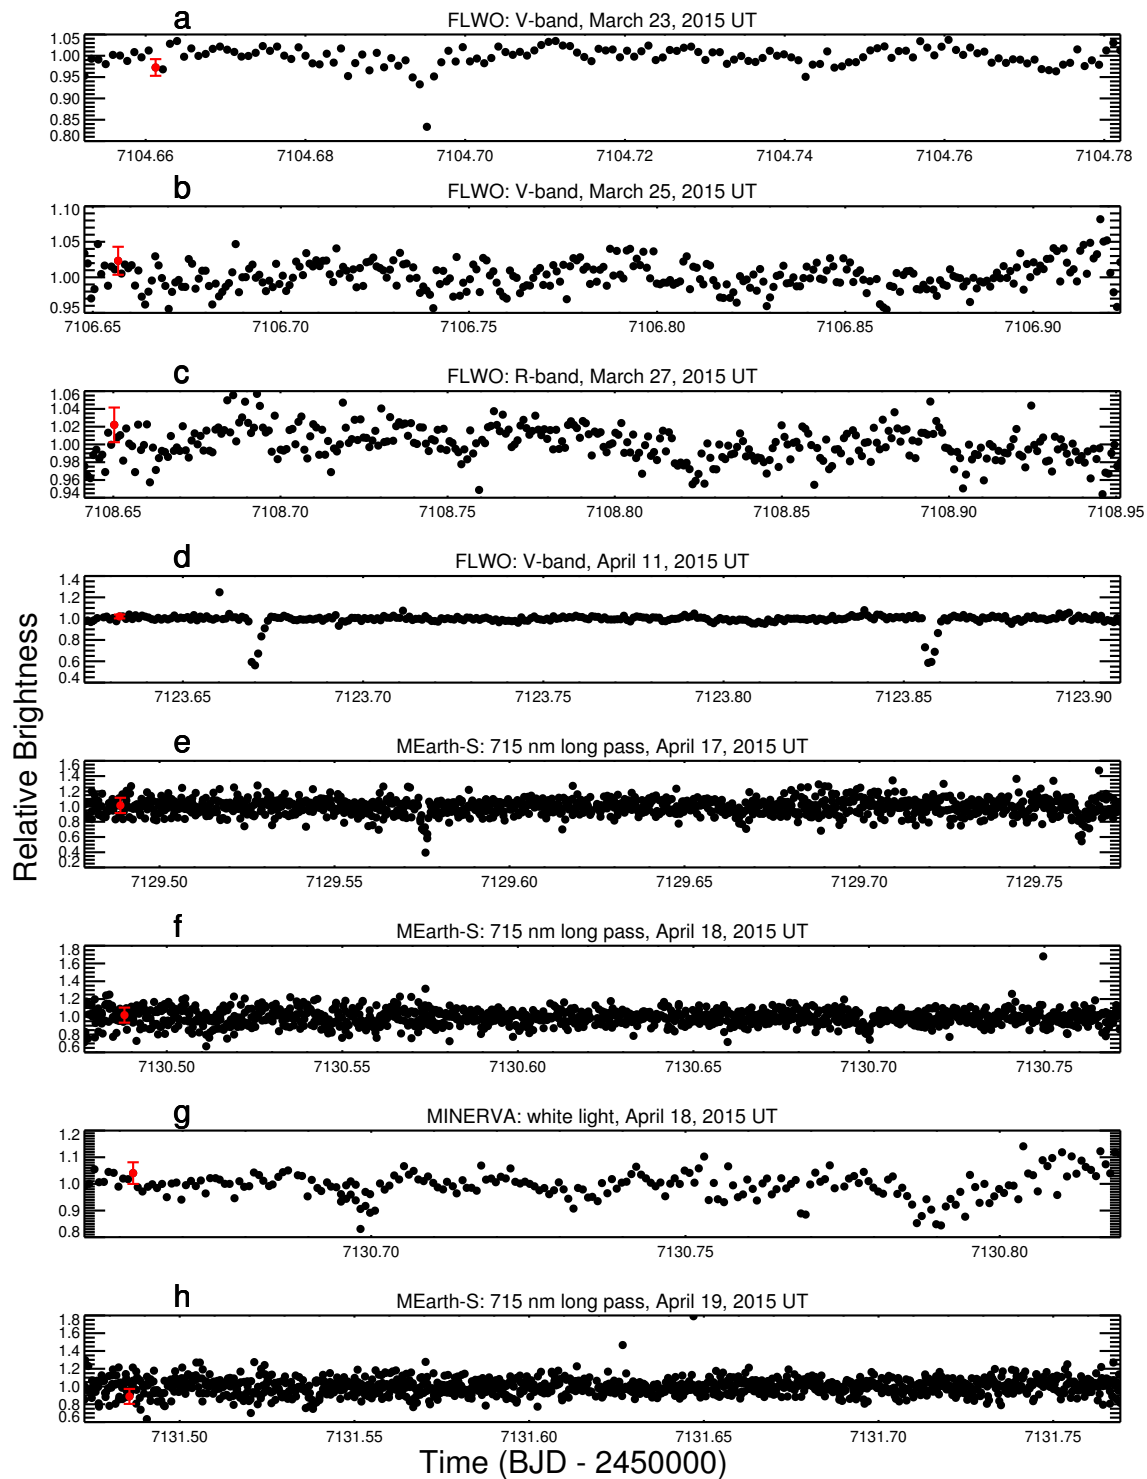 a
FLWO: V-band, March 23, 2015 UT
1.05
1.00
0.95
0.90
0.85
0.80
7104.66 7104.68 7104.70 7104.72 7104.74 7104.76 7104.78
b
FLWO: V-band, March 25, 2015 UT
1.10
1.05
1.00
0.95
7106.65 7106.70 7106.75 7106.80 7106.85 7106.90
c
FLWO: R-band, March 27, 2015 UT
1.06
1.04
1.02
1.00
0.98
0.96
0.94
7108.65 7108.70 7108.75 7108.80 7108.85 7108.90 7108.95
d
FLWO: V-band, April 11, 2015 UT
1.4
1.2
1.0
0.8
0.6
0.4
7123.65 7123.70 7123.75 7123.80 7123.85 7123.90
Relative Brightness
e
MEarth-S: 715 nm long pass, April 17, 2015 UT
1.6
1.4
1.2
1.0
0.8
0.6
0.4
0.2
7129.50 7129.55 7129.60 7129.65 7129.70 7129.75
f
MEarth-S: 715 nm long pass, April 18, 2015 UT
1.8
1.6
1.4
1.2
1.0
0.8
0.6
7130.50 7130.55 7130.60 7130.65 7130.70 7130.75
g
MINERVA: white light, April 18, 2015 UT
1.2
1.1
1.0
0.9
0.8
7130.70 7130.75 7130.80
h
MEarth-S: 715 nm long pass, April 19, 2015 UT
1.8
1.6
1.4
1.2
1.0
0.8
0.6
7131.50 7131.55 7131.60 7131.65 7131.70 7131.75
Time (BJD - 2450000)